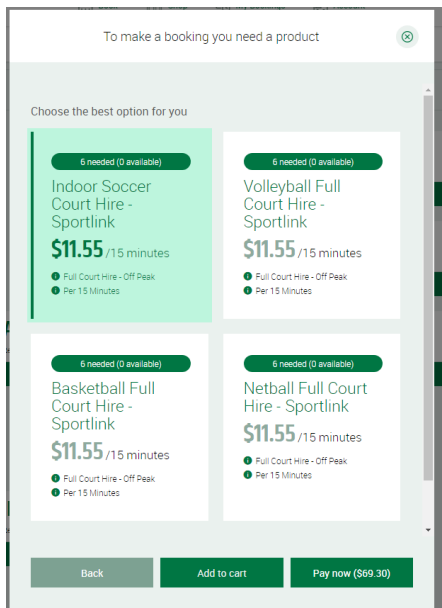 To make a booking you need a product
Choose the best option for you
6 needed (0 available)
Indoor Soccer
Court Hire -
Sportlink
$11.55 /15 minutes
Full Court Hire - Off Peak
Per 15 Minutes
6 needed (0 available)
Volleyball Full
Court Hire -
Sportlink
$11.55 /15 minutes
Full Court Hire - Off Peak
Per 15 Minutes
6 needed (0 available)
Basketball Full
Court Hire -
Sportlink
$11.55 /15 minutes
Full Court Hire - Off Peak
Per 15 Minutes
6 needed (0 available)
Netball Full Court
Hire - Sportlink
$11.55 /15 minutes
Full Court Hire - Off Peak
Per 15 Minutes
Back
Add to cart
Pay now ($69.30)